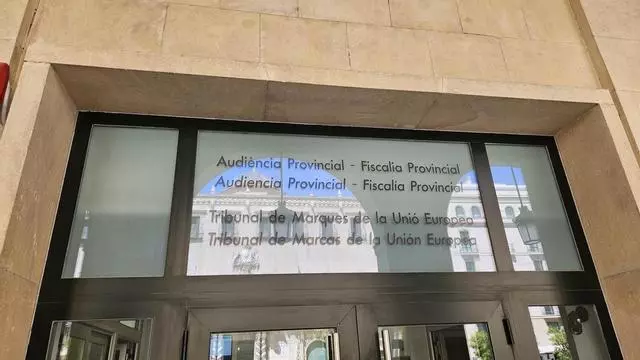 Audiència Provincial - Fiscalia Provincial
Audiencia Provincial - Fiscalia Provincial
Tribunal de Marques de la Unió Europea
Tribunal de Marcas de la Unión Europea